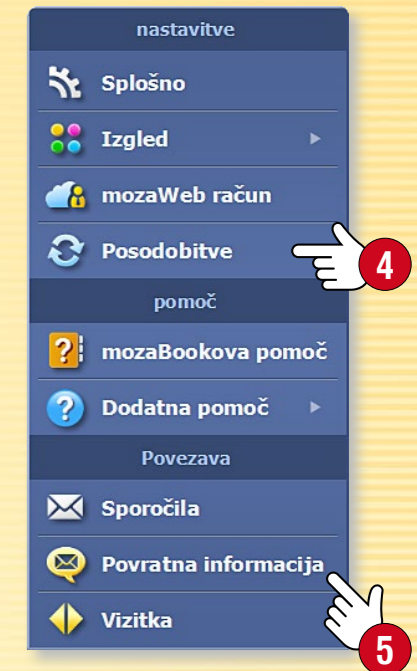 nastavitve
Splošno
Izgled
mozaWeb račun
Posodobitve
4
pomoč
?
mozaBookova pomoč
?
Dodatna pomoč
Povezava
Sporočila
Povratna informacija
Vizitka
5